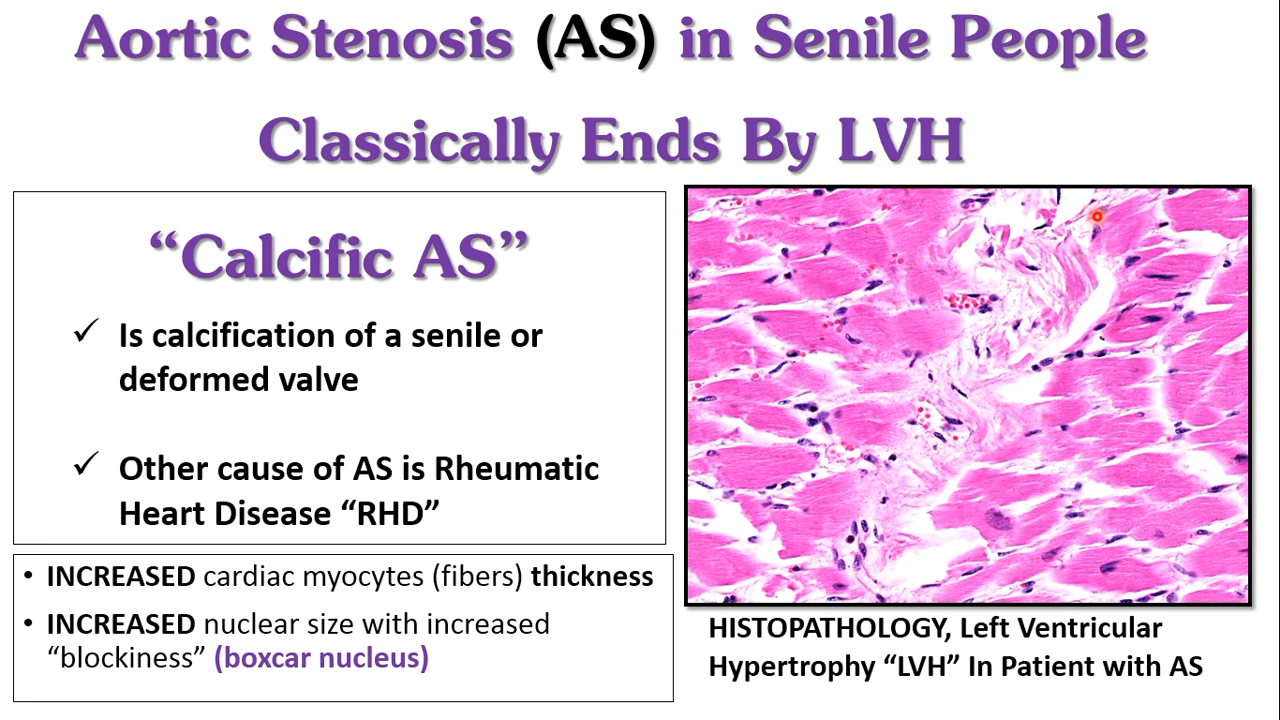 Aortic Stenosis (AS) in Senile People
Classically Ends By LVH
“Calcific AS”
✓ Is calcification of a senile or
deformed valve
✓ Other cause of AS is Rheumatic
Heart Disease “RHD”
• INCREASED cardiac myocytes (fibers) thickness
• INCREASED nuclear size with increased
“blockiness” (boxcar nucleus)
HISTOPATHOLOGY, Left Ventricular
Hypertrophy “LVH” In Patient with AS